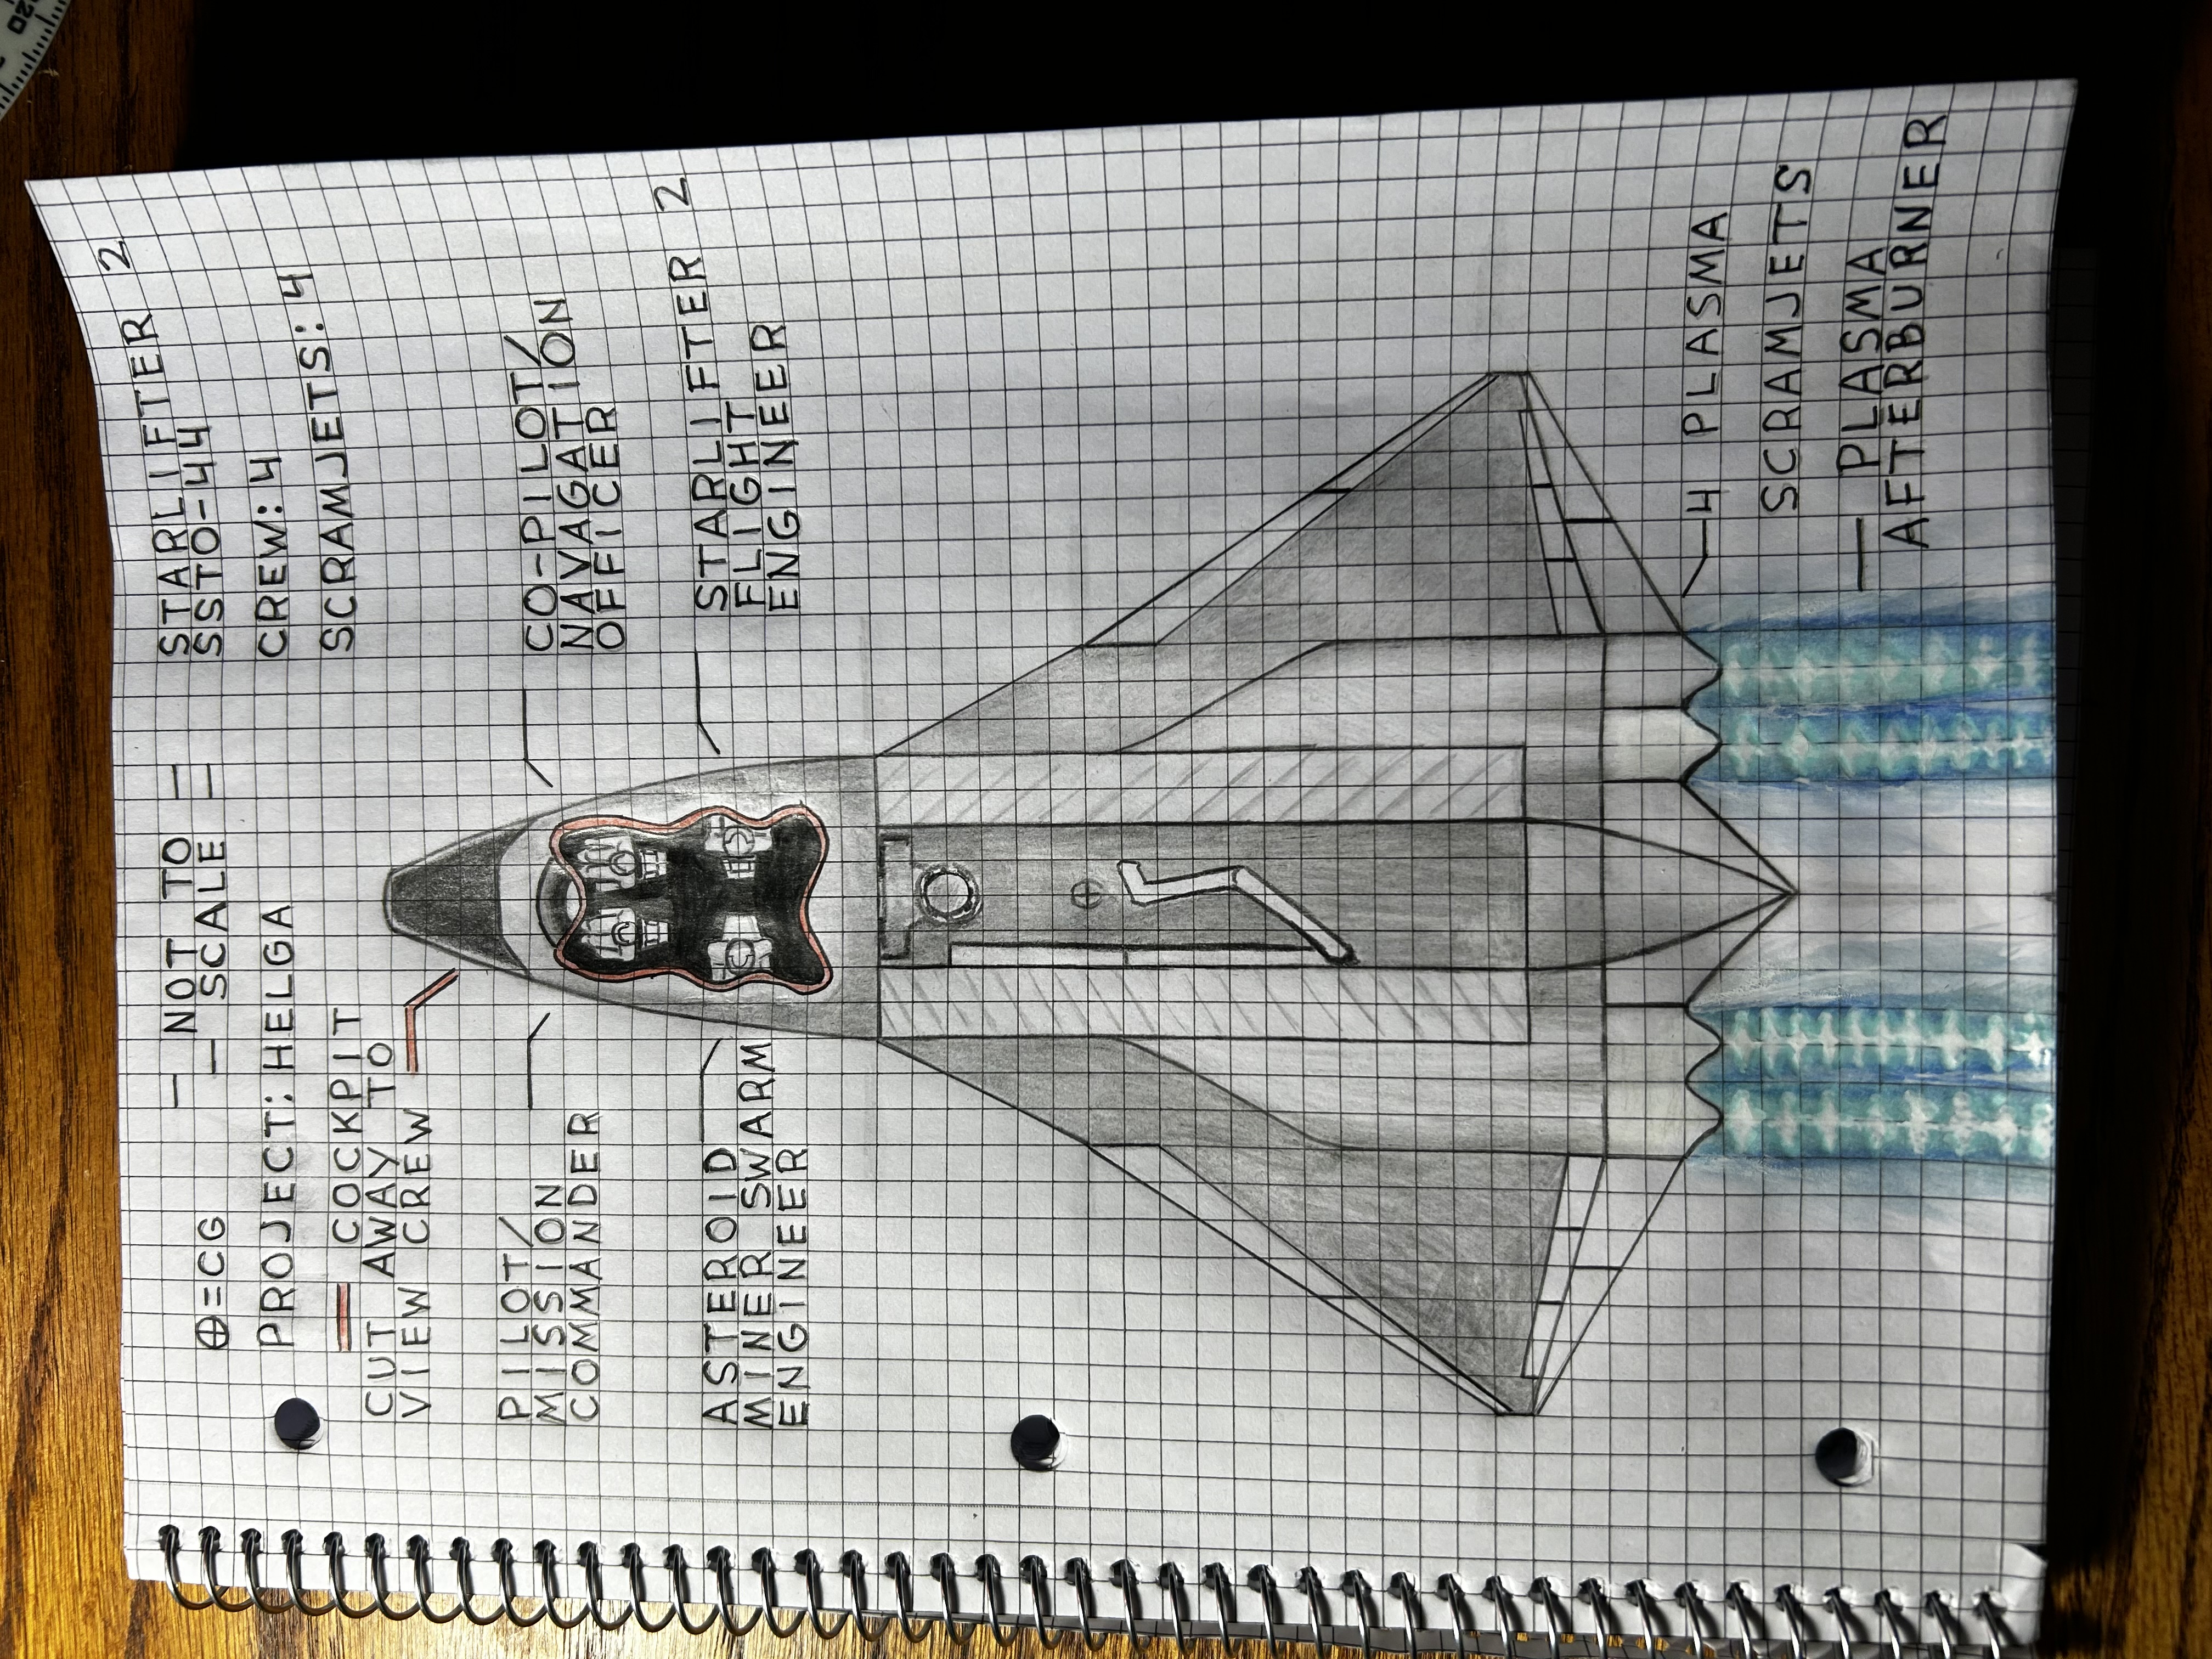 - NOT TO -
- SCALE -
STARLIFTER 2
SSTO-44
⊕=CG
PROJECT: HELGA
CREW: 4
SCRAMJETS: 4
COCKPIT
CUT AWAY TO
VIEW CREW
PILOT/
MISSION
COMMANDER
CO-PILOT/
NAVAGATION
OFFICER
ASTEROID
MINER SWARM
ENGINEER
STARLIFTER 2
FLIGHT
ENGINEER
4 PLASMA
SCRAMJETS
PLASMA
AFTERBURNER